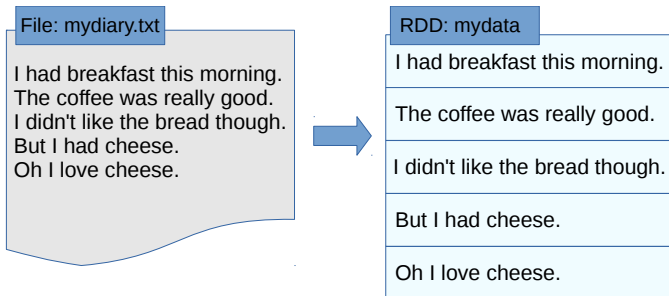 File: mydiary.txt
I had breakfast this morning.
The coffee was really good.
I didn't like the bread though.
But I had cheese.
Oh I love cheese.
RDD: mydata
I had breakfast this morning.
The coffee was really good.
I didn't like the bread though.
But I had cheese.
Oh I love cheese.